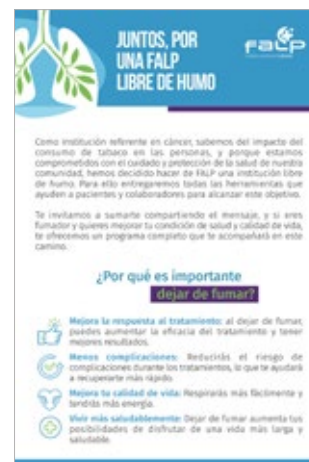 JUNTOS, POR
UNA FALP
LIBRE DE HUMO
FALP
Como institución referente en cáncer, sabemos del impacto del
consumo de tabaco en las personas, y porque estamos
comprometidos con el cuidado y protección de la salud de nuestra
comunidad, hemos decidido hacer de FALP una institución libre
de humo. Para ello entregaremos todas las herramientas que
ayuden a pacientes y colaboradores para alcanzar este objetivo.
Te invitamos a sumarte compartiendo el mensaje, y si eres
fumador y quieres mejorar tu condición de salud y calidad de vida,
te ofrecemos un programa completo que te acompañará en este
camino.
¿Por qué es importante
dejar de fumar?
Mejora la respuesta al tratamiento: al dejar de fumar,
puedes aumentar la eficacia del tratamiento y tener
mejores resultados.
Menos complicaciones: Reducirás el riesgo de
complicaciones durante los tratamientos, lo que te ayudará
a recuperarte más rápido.
Mejora tu calidad de vida: Respirarás más fácilmente y
tendrás más energía.
Vivir más saludablemente: Dejar de fumar aumenta tus
posibilidades de disfrutar de una vida más larga y
saludable.